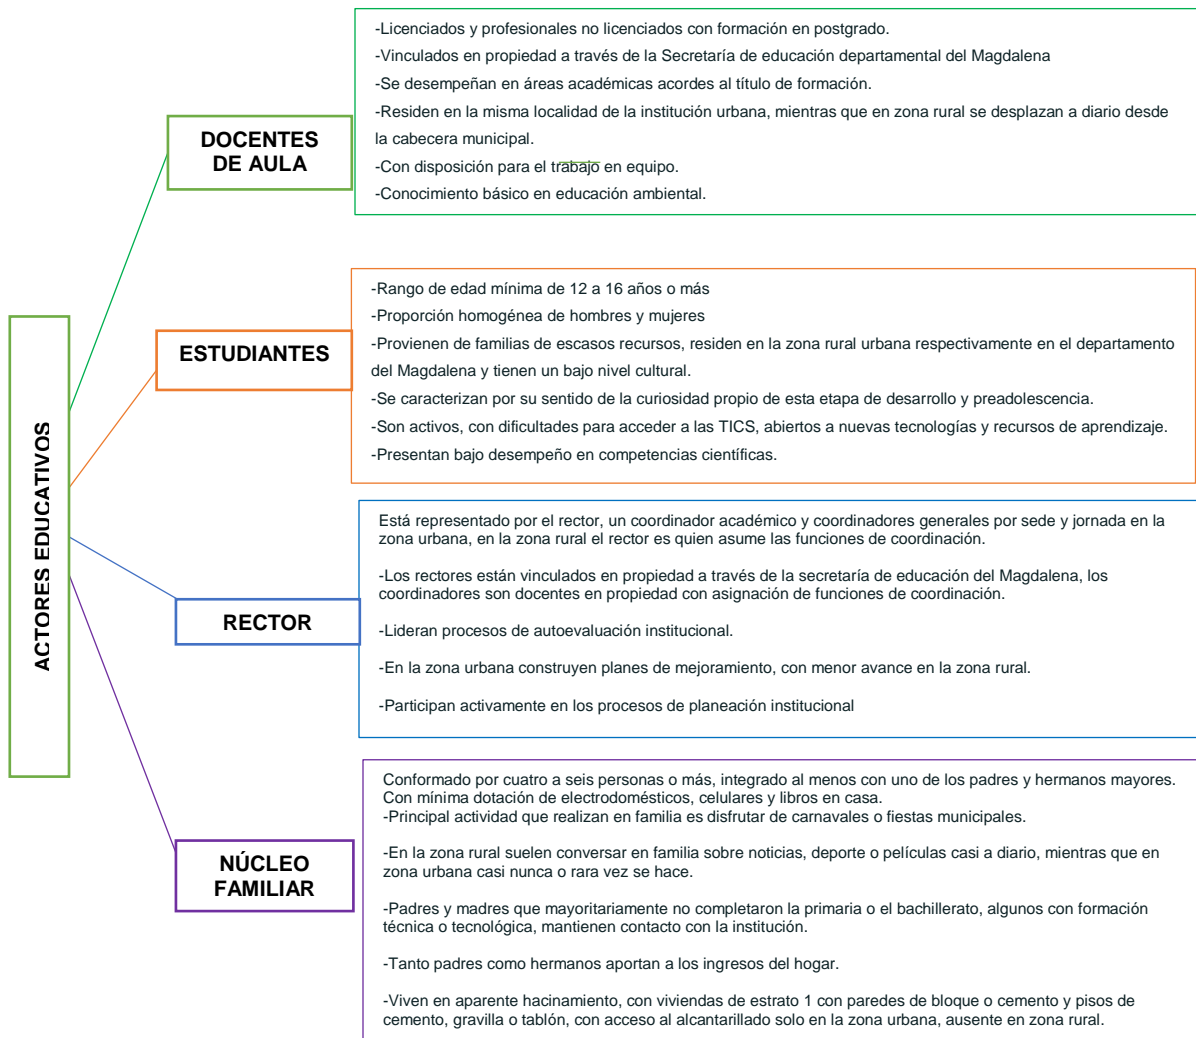 ACTORES EDUCATIVOS
DOCENTES
DE AULA
-Licenciados y profesionales no licenciados con formación en postgrado.
-Vinculados en propiedad a través de la Secretaría de educación departamental del Magdalena
-Se desempeñan en áreas académicas acordes al título de formación.
-Residen en la misma localidad de la institución urbana, mientras que en zona rural se desplazan a diario desde
la cabecera municipal.
-Con disposición para el trabajo en equipo.
-Conocimiento básico en educación ambiental.
ESTUDIANTES
-Rango de edad mínima de 12 a 16 años o más
-Proporción homogénea de hombres y mujeres
-Provienen de familias de escasos recursos, residen en la zona rural urbana respectivamente en el departamento
del Magdalena y tienen un bajo nivel cultural.
-Se caracterizan por su sentido de la curiosidad propio de esta etapa de desarrollo y preadolescencia.
-Son activos, con dificultades para acceder a las TICS, abiertos a nuevas tecnologías y recursos de aprendizaje.
-Presentan bajo desempeño en competencias científicas.
RECTOR
Está representado por el rector, un coordinador académico y coordinadores generales por sede y jornada en la
zona urbana, en la zona rural el rector es quien asume las funciones de coordinación.
-Los rectores están vinculados en propiedad a través de la secretaría de educación del Magdalena, los
coordinadores son docentes en propiedad con asignación de funciones de coordinación.
-Lideran procesos de autoevaluación institucional.
-En la zona urbana construyen planes de mejoramiento, con menor avance en la zona rural.
-Participan activamente en los procesos de planeación institucional
NÚCLEO
FAMILIAR
Conformado por cuatro a seis personas o más, integrado al menos con uno de los padres y hermanos mayores.
Con mínima dotación de electrodomésticos, celulares y libros en casa.
-Principal actividad que realizan en familia es disfrutar de carnavales o fiestas municipales.
-En la zona rural suelen conversar en familia sobre noticias, deporte o películas casi a diario, mientras que en
zona urbana casi nunca o rara vez se hace.
-Padres y madres que mayoritariamente no completaron la primaria o el bachillerato, algunos con formación
técnica o tecnológica, mantienen contacto con la institución.
-Tanto padres como hermanos aportan a los ingresos del hogar.
-Viven en aparente hacinamiento, con viviendas de estrato 1 con paredes de bloque o cemento y pisos de
cemento, gravilla o tablón, con acceso al alcantarillado solo en la zona urbana, ausente en zona rural.